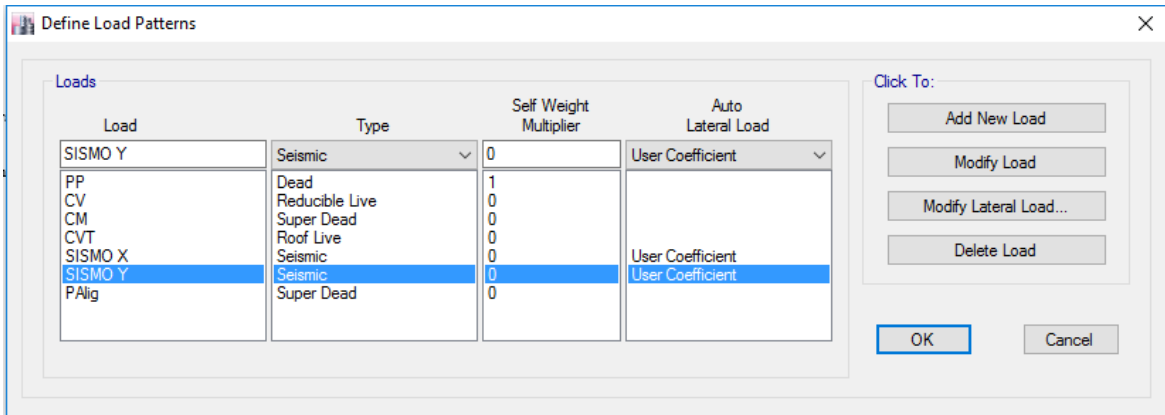 Define Load Patterns
Loads
Click To:
Load Type Self Weight Multiplier Auto Lateral Load
SISMO Y Seismic 0 User Coefficient
PP Dead 1
CV Reducible Live 0
CM Super Dead 0
CVT Roof Live 0
SISMO X Seismic 0 User Coefficient
SISMO Y Seismic 0 User Coefficient
PAlig Super Dead 0
Add New Load
Modify Load
Modify Lateral Load...
Delete Load
OK Cancel